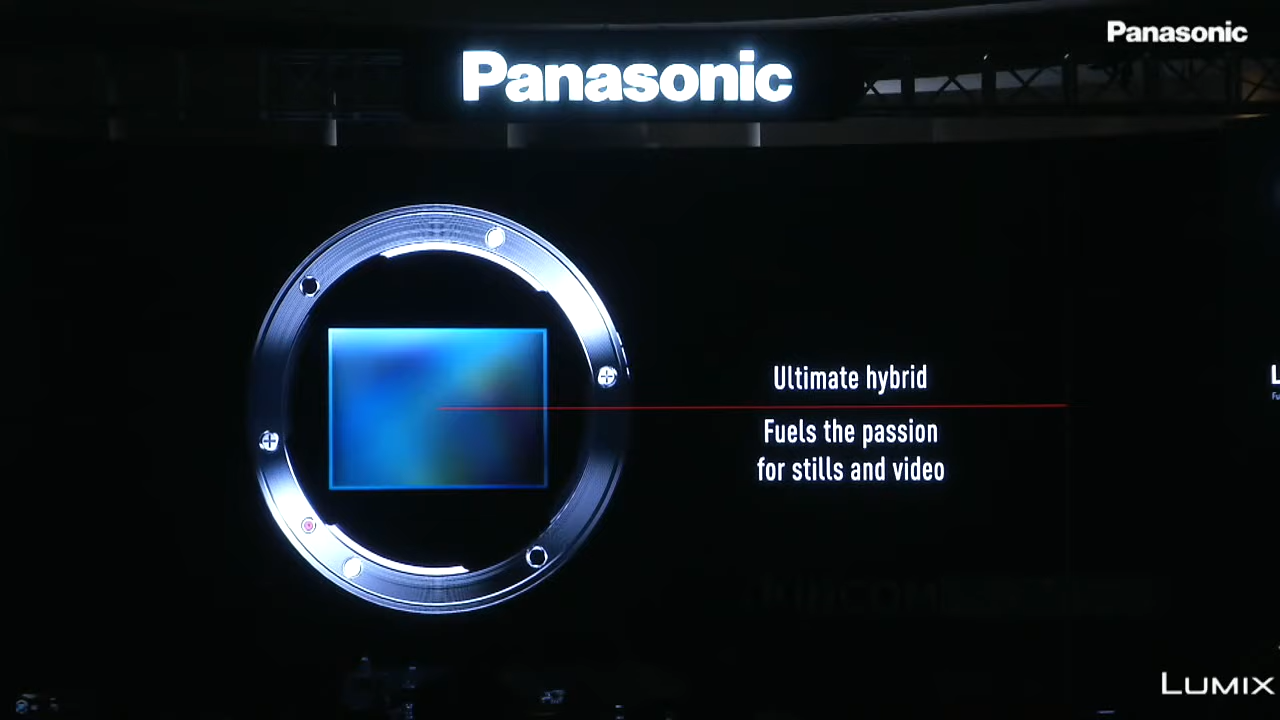 Panasonic
Panasonic
Ultimate hybrid
Fuels the passion
for stills and video
LUMIX